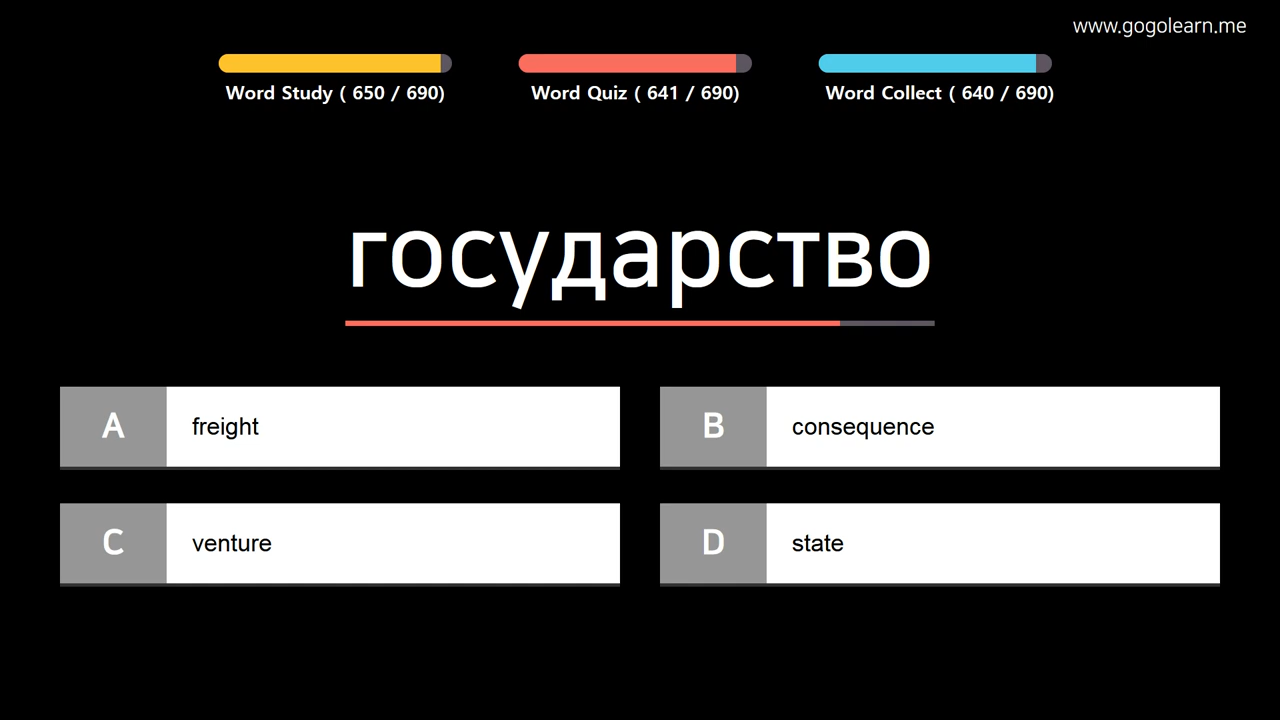 www.gogolearn.me
Word Study ( 650 / 690)
Word Quiz ( 641 / 690)
Word Collect ( 640 / 690)
государство
A freight
B consequence
C venture
D state